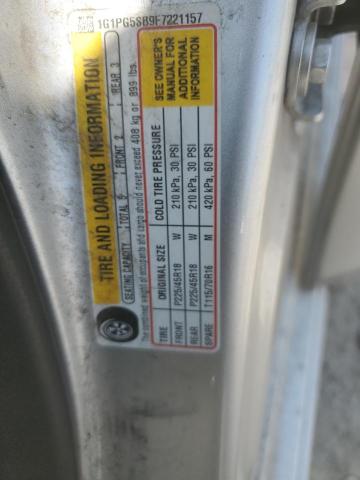 1G1PG5SB9F7221157
TIRE AND LOADING INFORMATION
SEATING CAPACITY TOTAL 5 FRONT 2 REAR 3
The combined weight of occupants and cargo should never exceed 408 kg or 899 lbs.
TIRE ORIGINAL SIZE COLD TIRE PRESSURE
FRONT P225/45R18 W 210 kPa, 30 PSI
REAR P225/45R18 W 210 kPa, 30 PSI
SPARE T115/70R16 M 420 kPa, 60 PSI
SEE OWNER'S
MANUAL FOR
ADDITIONAL
INFORMATION